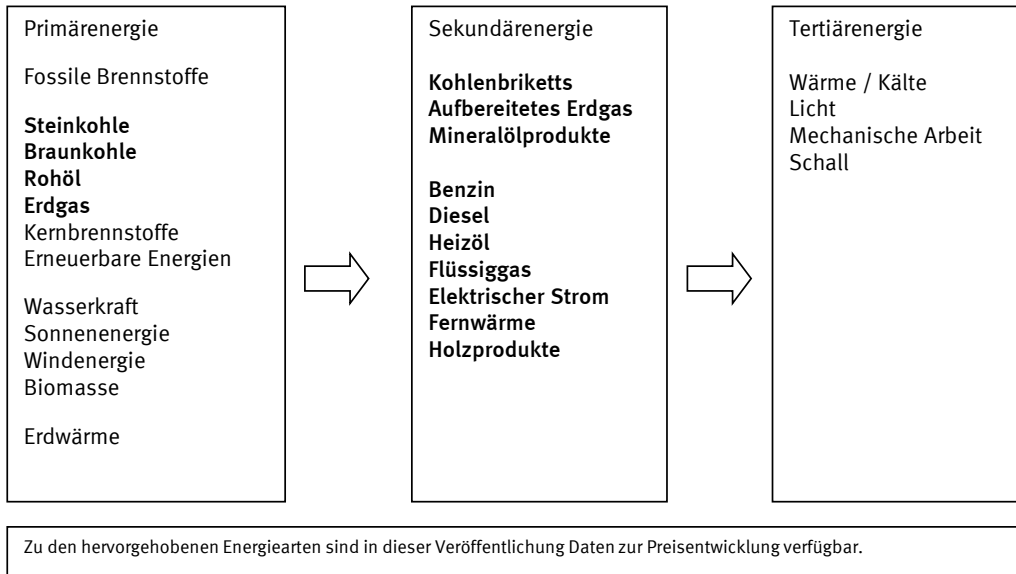 Primärenergie
Fossile Brennstoffe
Steinkohle
Braunkohle
Rohöl
Erdgas
Kernbrennstoffe
Erneuerbare Energien
Wasserkraft
Sonnenenergie
Windenergie
Biomasse
Erdwärme
Sekundärenergie
Kohlenbriketts
Aufbereitetes Erdgas
Mineralölprodukte
Benzin
Diesel
Heizöl
Flüssiggas
Elektrischer Strom
Fernwärme
Holzprodukte
Tertiärenergie
Wärme / Kälte
Licht
Mechanische Arbeit
Schall
Zu den hervorgehobenen Energiearten sind in dieser Veröffentlichung Daten zur Preisentwicklung verfügbar.